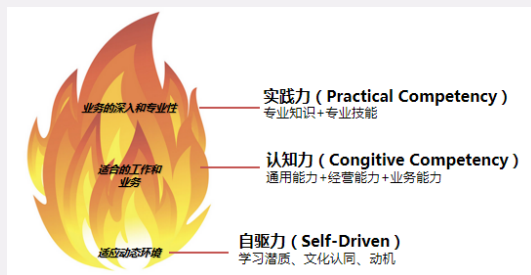 业务的深入和专业性
实践力（Practical Competency）
专业知识+专业技能
适合的工作和
业务
认知力（Congitive Competency）
通用能力+经营能力+业务能力
适应动态环境
自驱力（Self-Driven）
学习潜质、文化认同、动机